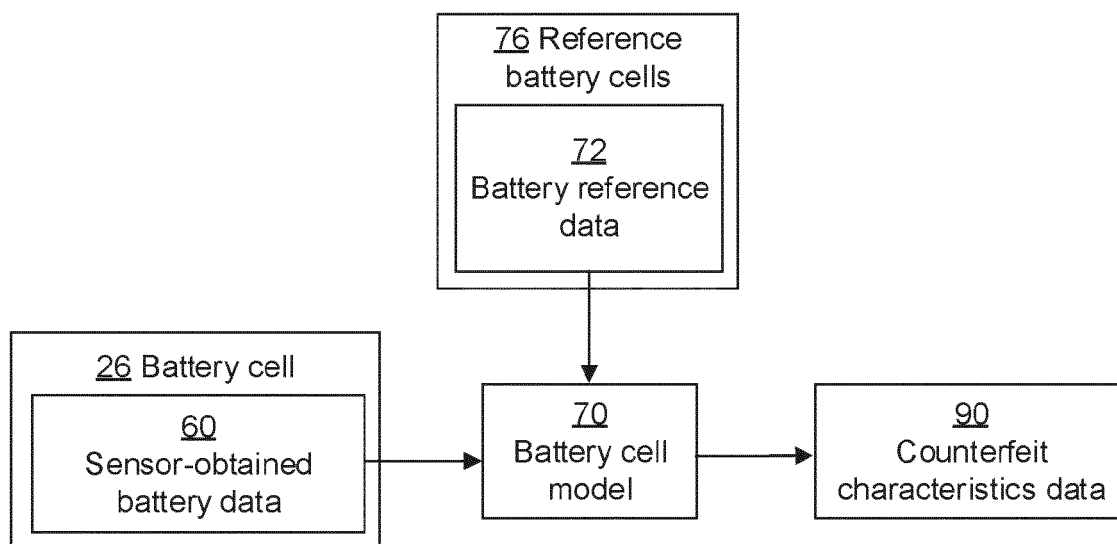 76 Reference
battery cells
72
Battery reference
data
26 Battery cell
60
Sensor-obtained
battery data
70
Battery cell
model
90
Counterfeit
characteristics data